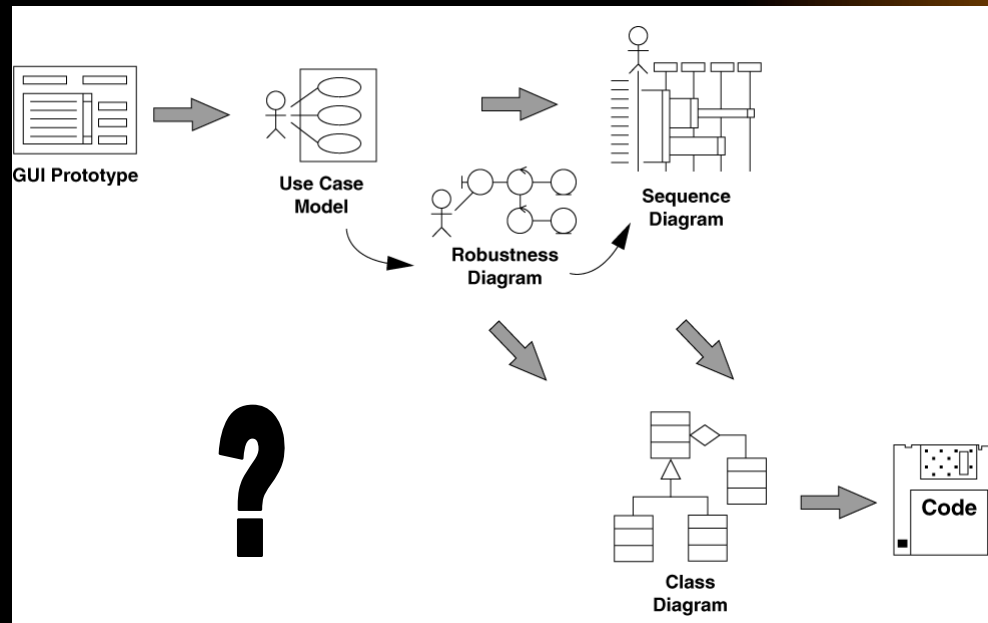 GUI Prototype
Use Case
Model
Robustness
Diagram
Sequence
Diagram
?
Class
Diagram
Code